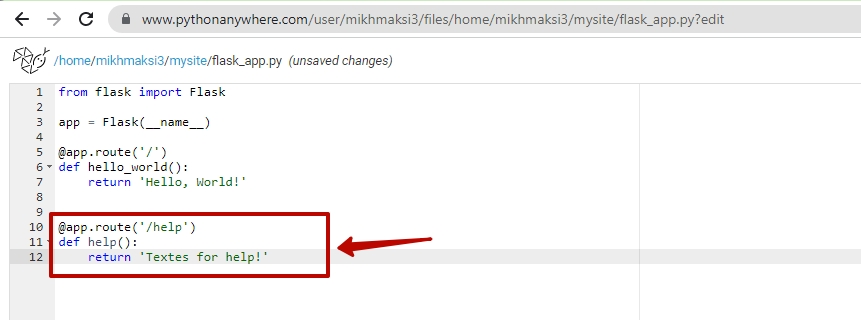 www.pythonanywhere.com/user/mikhmaksi3/files/home/mikhmaksi3/mysite/flask_app.py?edit
/home/mikhmaksi3/mysite/flask_app.py (unsaved changes)
1 from flask import Flask
2
3 app = Flask(__name__)
4
5 @app.route('/')
6 def hello_world():
7     return 'Hello, World!'
8
9
10 @app.route('/help')
11 def help():
12     return 'Textes for help!'